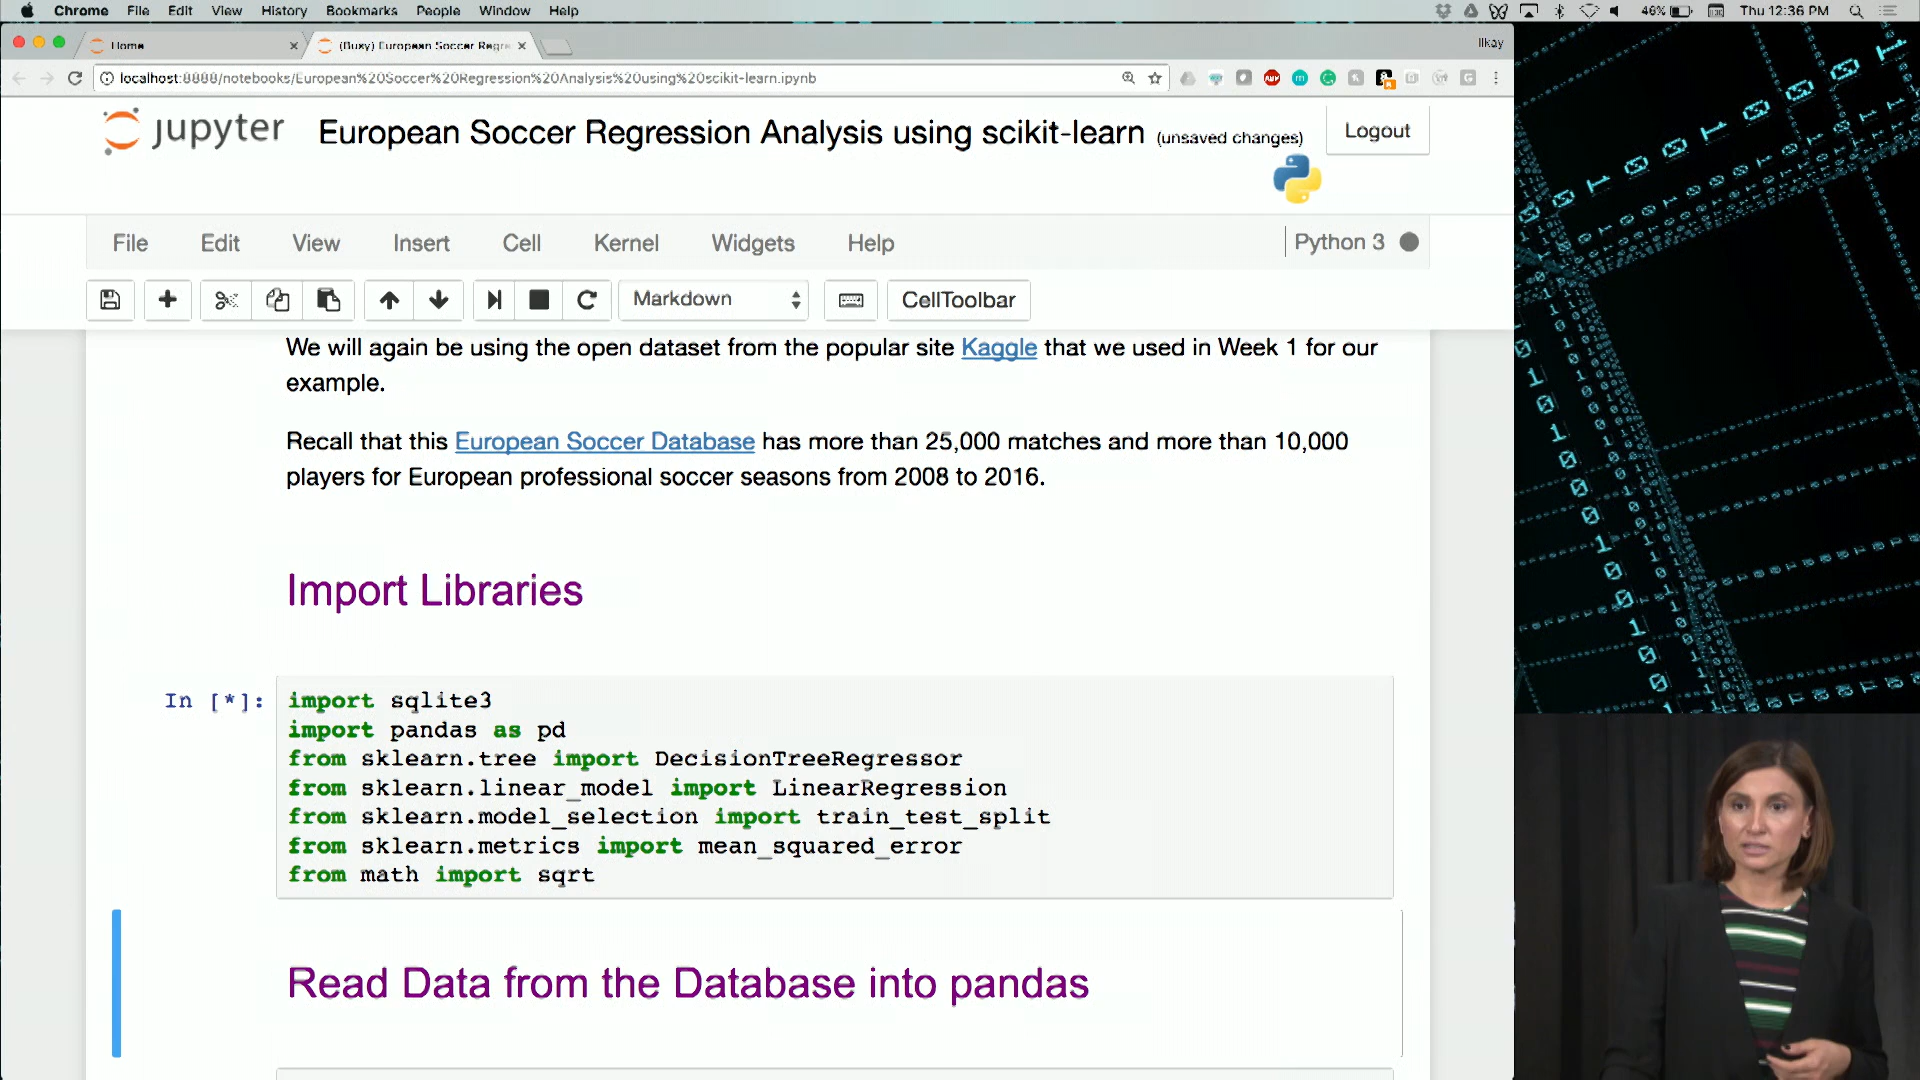 Chrome File Edit View History Bookmarks People Window Help 46% Thu 12:36 PM
Home (Busy) European Soccer Regre Ilkay
localhost:8888/notebooks/European%20Soccer%20Regression%20Analysis%20using%20scikit-learn.ipynb
jupyter European Soccer Regression Analysis using scikit-learn (unsaved changes) Logout
File Edit View Insert Cell Kernel Widgets Help Python 3
Markdown CellToolbar
We will again be using the open dataset from the popular site Kaggle that we used in Week 1 for our
example.
Recall that this European Soccer Database has more than 25,000 matches and more than 10,000
players for European professional soccer seasons from 2008 to 2016.
Import Libraries
In [*]: import sqlite3
import pandas as pd
from sklearn.tree import DecisionTreeRegressor
from sklearn.linear_model import LinearRegression
from sklearn.model_selection import train_test_split
from sklearn.metrics import mean_squared_error
from math import sqrt
Read Data from the Database into pandas